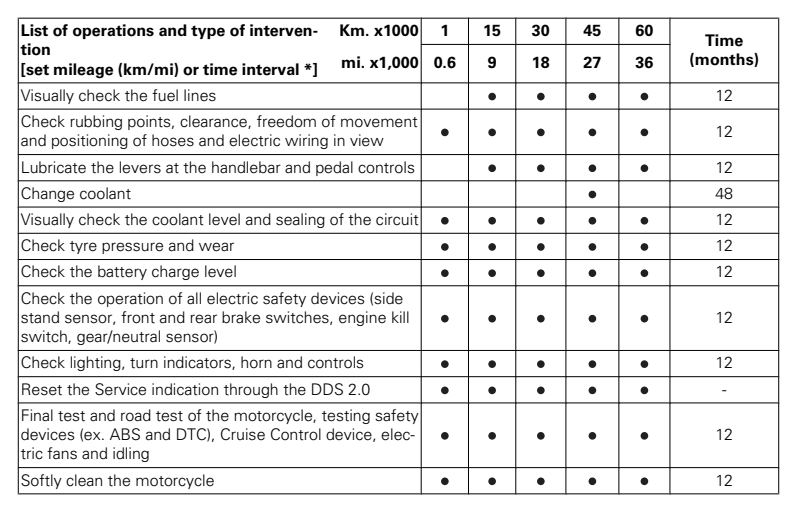 List of operations and type of interven- Km. x1000 1 15 30 45 60 Time (months)
tion
[set mileage (km/mi) or time interval *] mi. x1,000 0.6 9 18 27 36
Visually check the fuel lines ● ● ● ● 12
Check rubbing points, clearance, freedom of movement
and positioning of hoses and electric wiring in view ● ● ● ● ● 12
Lubricate the levers at the handlebar and pedal controls ● ● ● ● 12
Change coolant ● 48
Visually check the coolant level and sealing of the circuit ● ● ● ● ● 12
Check tyre pressure and wear ● ● ● ● ● 12
Check the battery charge level ● ● ● ● ● 12
Check the operation of all electric safety devices (side
stand sensor, front and rear brake switches, engine kill
switch, gear/neutral sensor) ● ● ● ● ● 12
Check lighting, turn indicators, horn and controls ● ● ● ● ● 12
Reset the Service indication through the DDS 2.0 ● ● ● ● ● -
Final test and road test of the motorcycle, testing safety
devices (ex. ABS and DTC), Cruise Control device, elec-
tric fans and idling ● ● ● ● ● 12
Softly clean the motorcycle ● ● ● ● ● 12